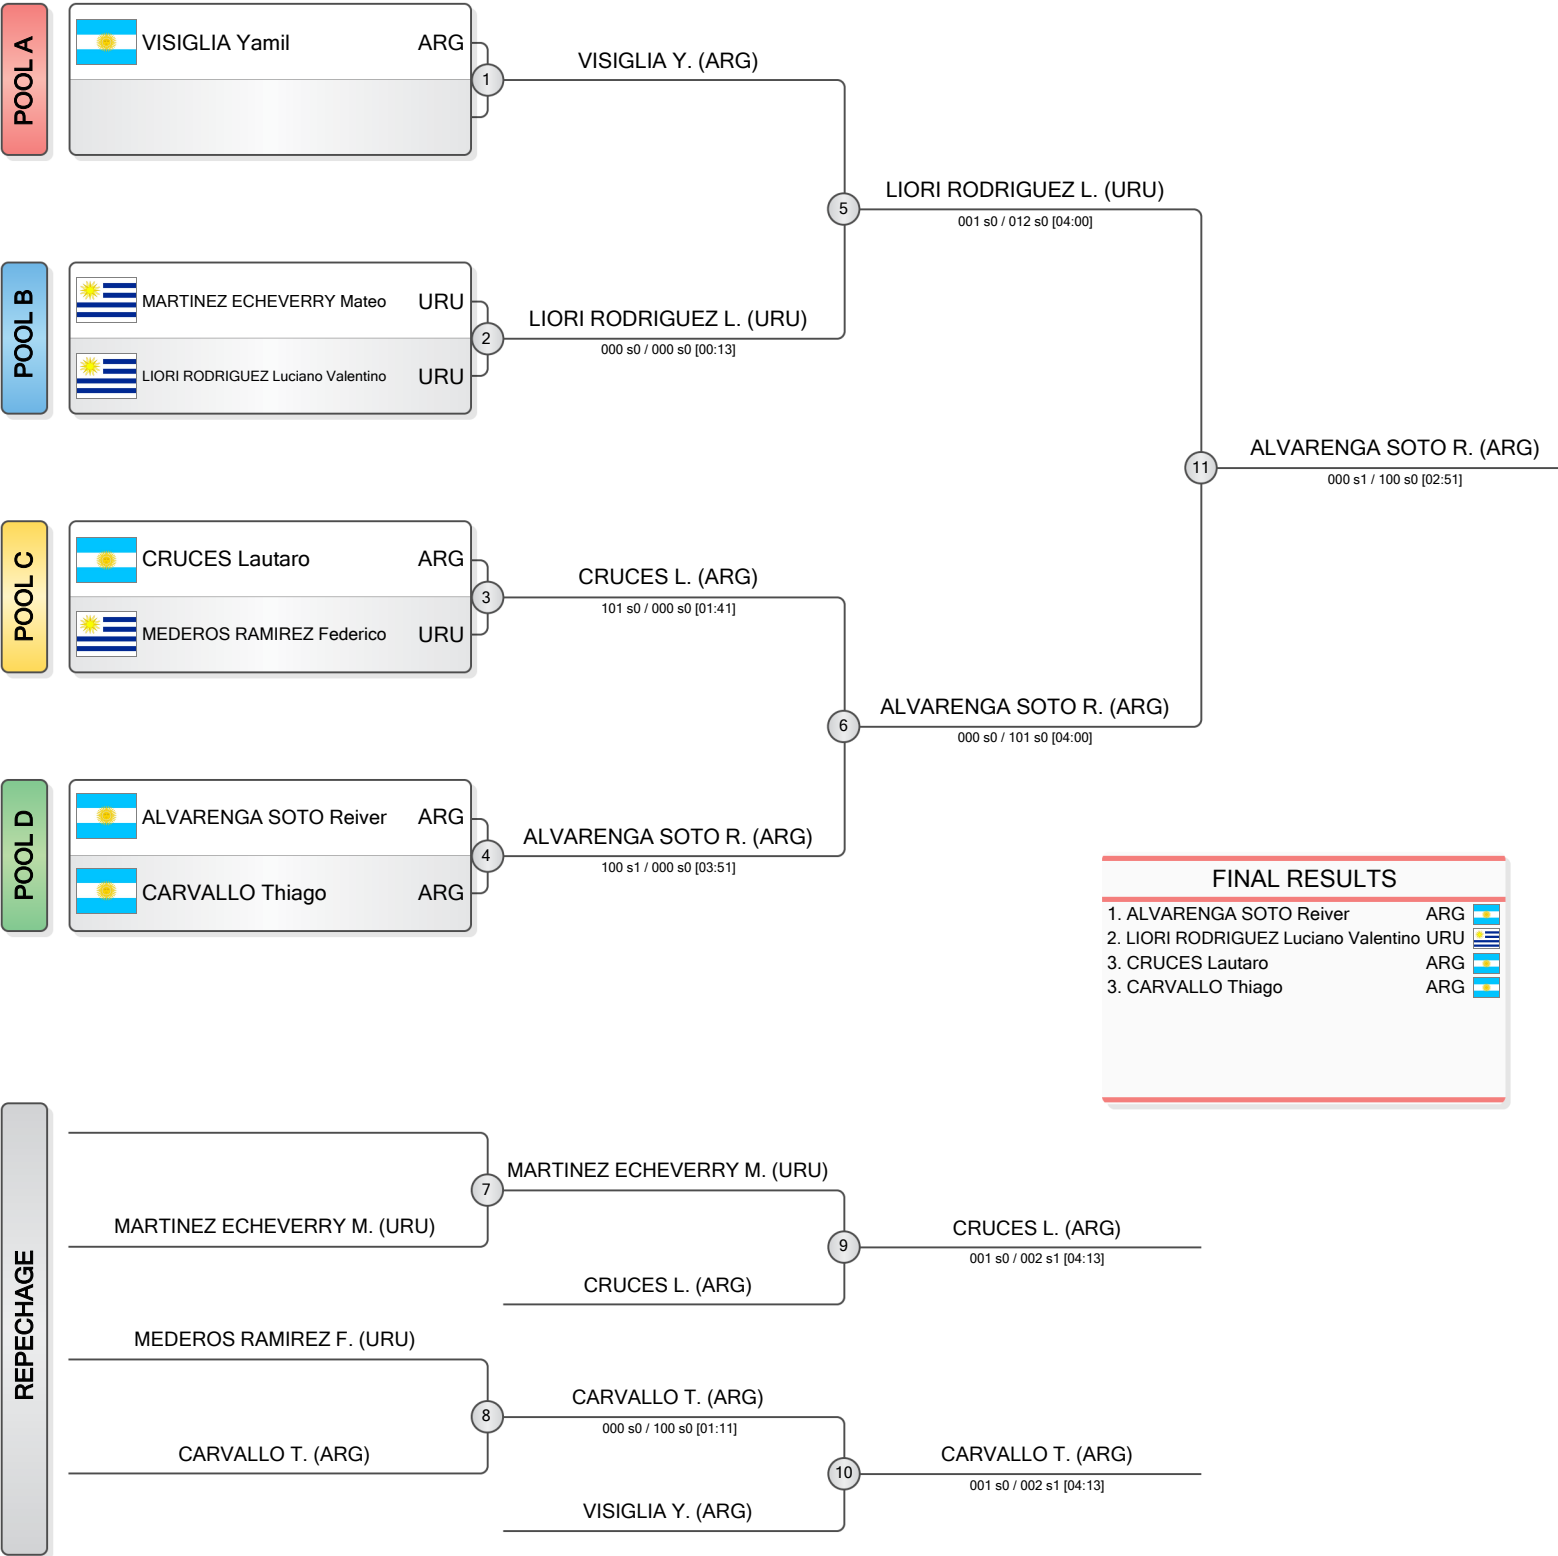 POOL A
VISIGLIA Yamil ARG
1
VISIGLIA Y. (ARG)
5
LIORI RODRIGUEZ L. (URU)
001 s0 / 012 s0 [04:00]
POOL B
MARTINEZ ECHEVERRY Mateo URU
LIORI RODRIGUEZ Luciano Valentino URU
2
LIORI RODRIGUEZ L. (URU)
000 s0 / 000 s0 [00:13]
11
ALVARENGA SOTO R. (ARG)
000 s1 / 100 s0 [02:51]
POOL C
CRUCES Lautaro ARG
MEDEROS RAMIREZ Federico URU
3
CRUCES L. (ARG)
101 s0 / 000 s0 [01:41]
6
ALVARENGA SOTO R. (ARG)
000 s0 / 101 s0 [04:00]
POOL D
ALVARENGA SOTO Reiver ARG
CARVALLO Thiago ARG
4
ALVARENGA SOTO R. (ARG)
100 s1 / 000 s0 [03:51]
FINAL RESULTS
1. ALVARENGA SOTO Reiver ARG
2. LIORI RODRIGUEZ Luciano Valentino URU
3. CRUCES Lautaro ARG
3. CARVALLO Thiago ARG
REPECHAGE
MARTINEZ ECHEVERRY M. (URU)
7
MARTINEZ ECHEVERRY M. (URU)
CRUCES L. (ARG)
9
CRUCES L. (ARG)
001 s0 / 002 s1 [04:13]
MEDEROS RAMIREZ F. (URU)
CARVALLO T. (ARG)
8
CARVALLO T. (ARG)
000 s0 / 100 s0 [01:11]
VISIGLIA Y. (ARG)
10
CARVALLO T. (ARG)
001 s0 / 002 s1 [04:13]